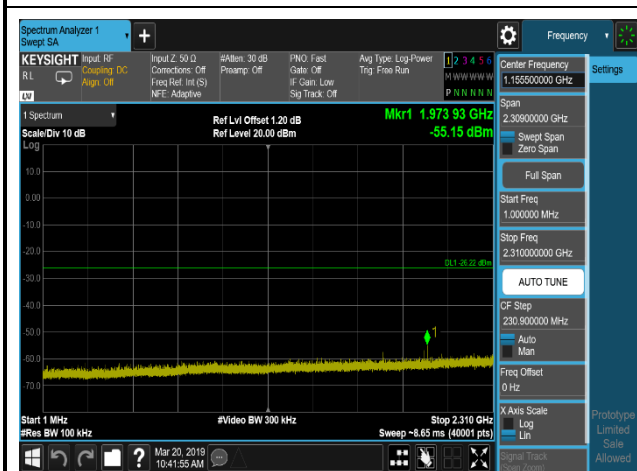 Spectrum Analyzer 1
Swept SA
+
Frequency
KEYSIGHT
RL
LV
Input: RF
Coupling: DC
Align: Off
Input Z: 50 Ω
Corrections: Off
Freq Ref: Int (S)
NFE: Adaptive
#Atten: 30 dB
Preamp: Off
PNO: Fast
Gate: Off
IF Gain: Low
Sig Track: Off
Avg Type: Log-Power
Trig: Free Run
1 2 3 4 5 6
M W W W W W
P N N N N N
1 Spectrum
Scale/Div 10 dB
Log
Ref Lvl Offset 1.20 dB
Ref Level 20.00 dBm
Mkr1 1.973 93 GHz
-55.15 dBm
10.0
0.00
-10.0
-20.0
-30.0
-40.0
-50.0
-60.0
-70.0
DL1 -26.22 dBm
1
Start 1 MHz
#Res BW 100 kHz
#Video BW 300 kHz
Stop 2.310 GHz
Sweep ~8.65 ms (40001 pts)
Mar 20, 2019
10:41:55 AM
Center Frequency
1.155500000 GHz
Span
2.30900000 GHz
Swept Span
Zero Span
Full Span
Start Freq
1.000000 MHz
Stop Freq
2.310000000 GHz
AUTO TUNE
CF Step
230.900000 MHz
Auto
Man
Freq Offset
0 Hz
X Axis Scale
Log
Lin
Signal Track
(Span Zoom)
Settings
Prototype
Limited
Sale
Allowed